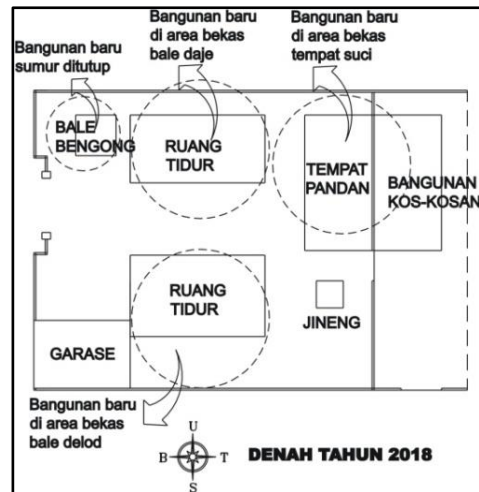 Bangunan baru
sumur ditutup
Bangunan baru
di area bekas
bale daje
Bangunan baru
di area bekas
tempat suci
BALE
BENGONG
RUANG
TIDUR
TEMPAT
PANDAN
BANGUNAN
KOS-KOSAN
RUANG
TIDUR
JINENG
GARASE
Bangunan baru
di area bekas
bale delod
U
B
T
S
DENAH TAHUN 2018